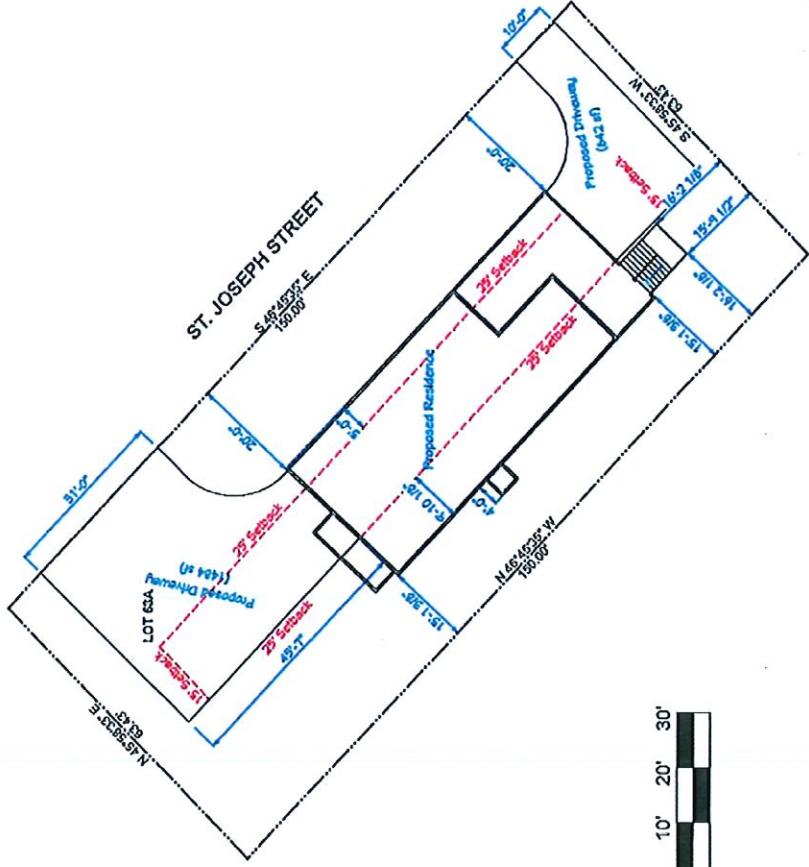 10'-0"
S 45°58'33" W
63.43'
Proposed Driveway
(642 sf)
20'-0"
15' Setback
16'-2 1/8"
15'-9 1/2"
16'-2 1/8"
15'-1 3/8"
ST. JOSEPH STREET
S 46°45'35" E
150.00'
25' Setback
25' Setback
Proposed Residence
5'-0"
20'-0"
31'-0"
25' Setback
9'-10 1/8"
4'-0"
N 46°45'35" W
150.00'
Proposed Driveway
(1484 sf)
LOT 63A
15' Setback
25' Setback
45'-7"
15'-1 3/8"
N 45°58'33" E
63.43'
10' 20' 30'